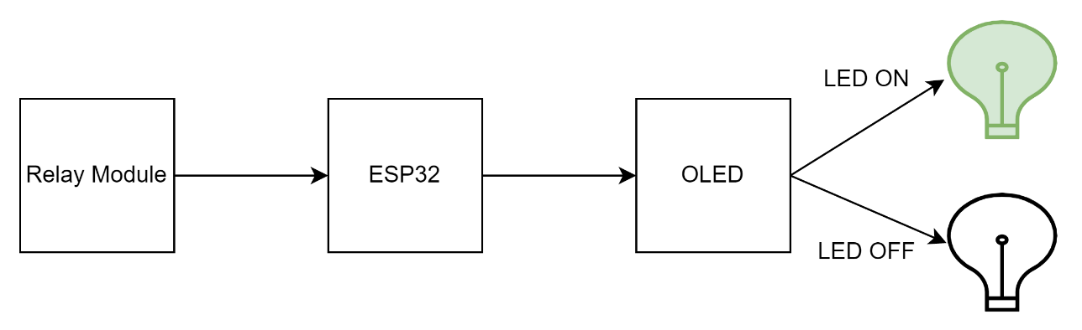 Relay Module
ESP32
OLED
LED ON
LED OFF